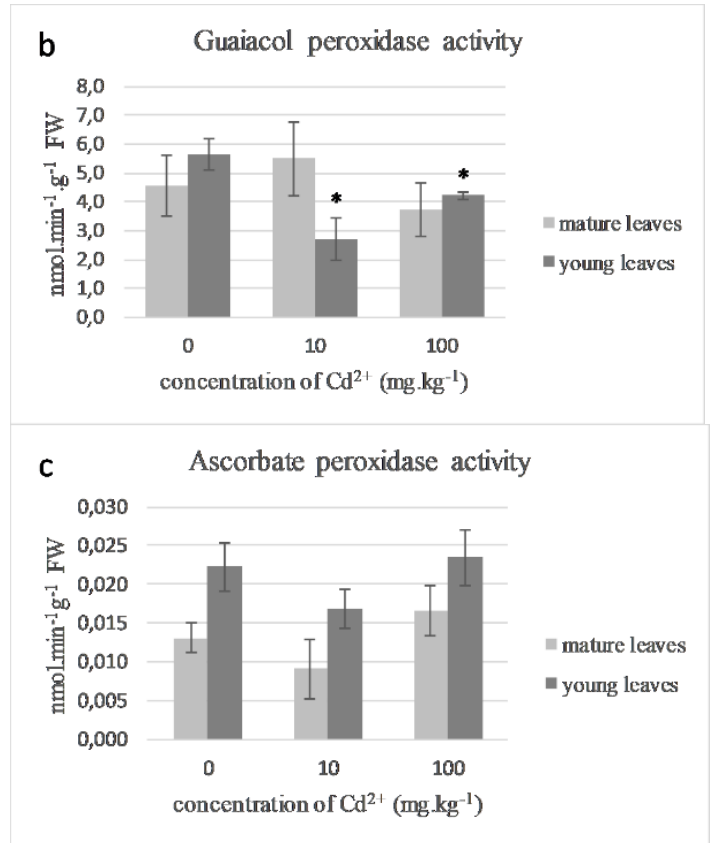 b
Guaiacol peroxidase activity
nmol.min⁻¹.g⁻¹ FW
8,0
7,0
6,0
5,0
4,0
3,0
2,0
1,0
0,0
*
*
0 10 100
concentration of Cd²⁺ (mg.kg⁻¹)
mature leaves
young leaves
c
Ascorbate peroxidase activity
nmol.min⁻¹g⁻¹ FW
0,030
0,025
0,020
0,015
0,010
0,005
0,000
0 10 100
concentration of Cd²⁺ (mg.kg⁻¹)
mature leaves
young leaves